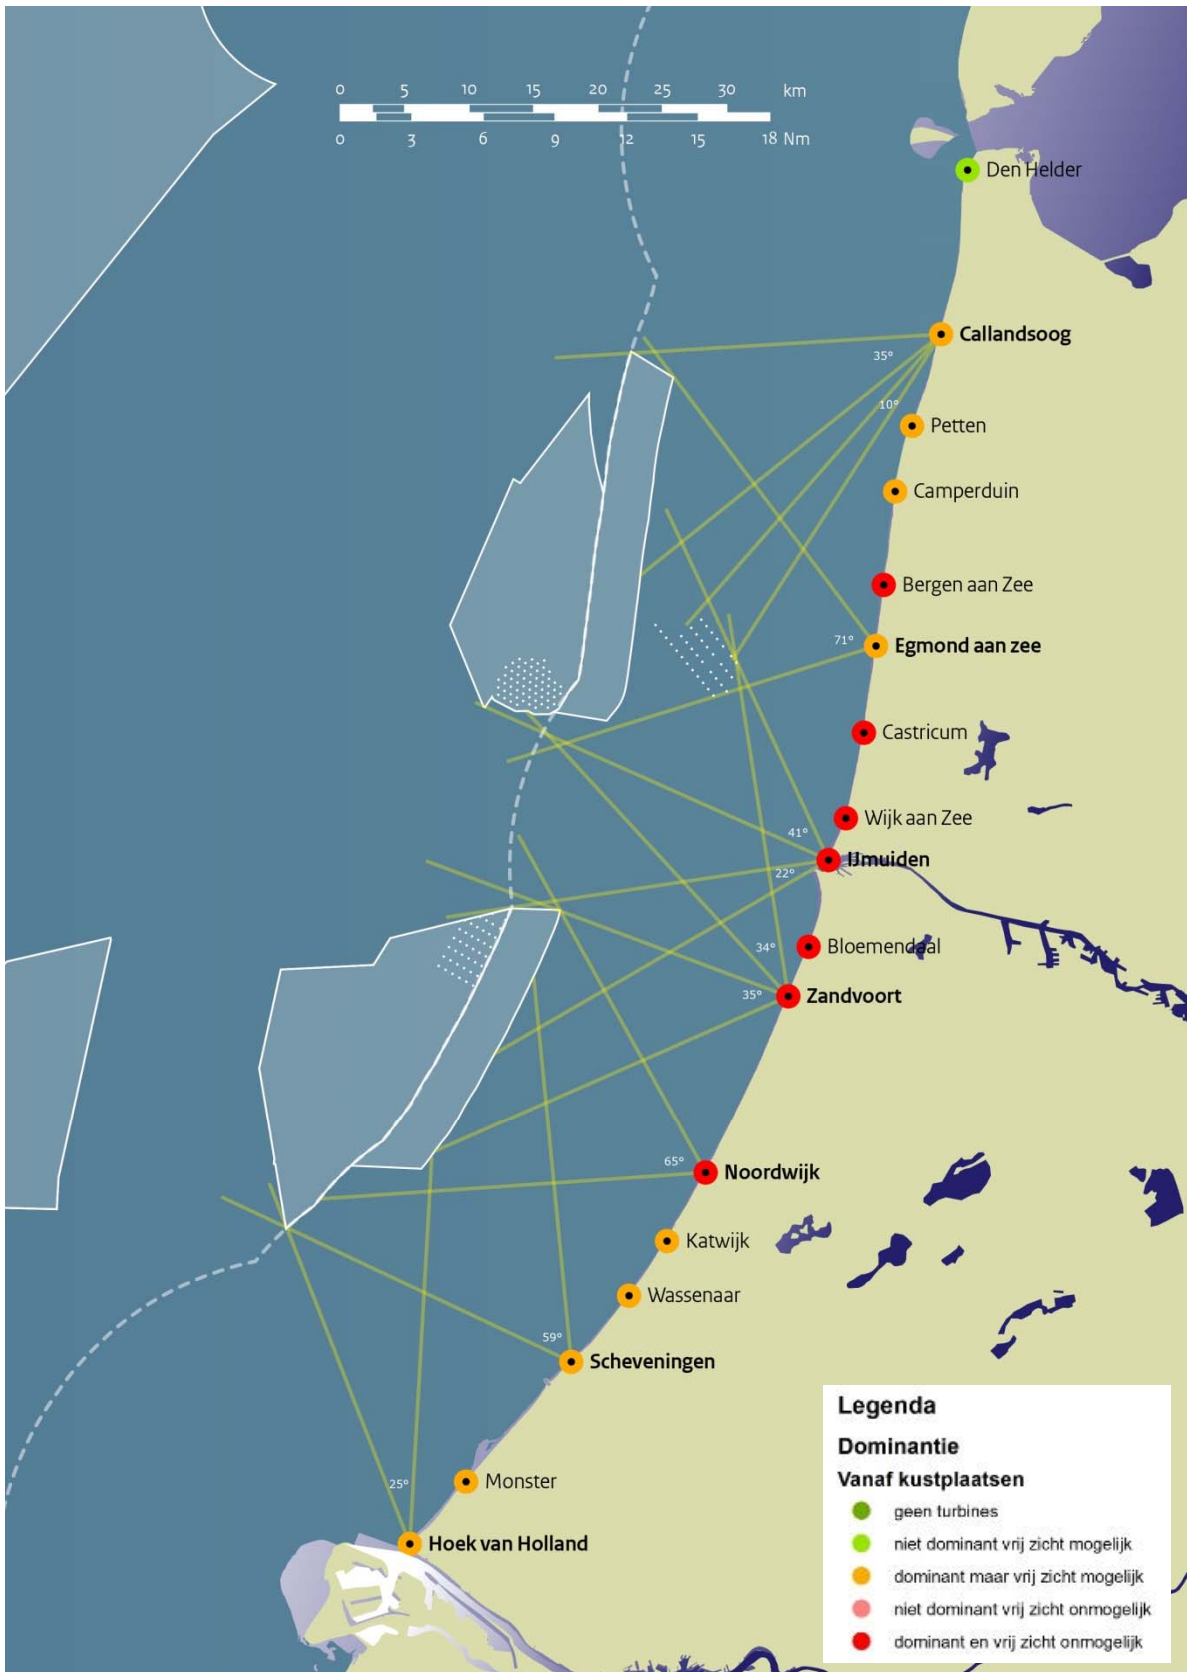 0 5 10 15 20 25 30 km
0 3 6 9 12 15 18 Nm
Den Helder
Callandsoog
35°
10°
Petten
Camperduin
Bergen aan Zee
71°
Egmond aan zee
Castricum
Wijk aan Zee
41°
IJmuiden
22°
34°
Bloemendaal
35°
Zandvoort
65°
Noordwijk
Katwijk
Wassenaar
59°
Scheveningen
25°
Monster
Hoek van Holland
Legenda
Dominantie
Vanaf kustplaatsen
geen turbines
niet dominant vrij zicht mogelijk
dominant maar vrij zicht mogelijk
niet dominant vrij zicht onmogelijk
dominant en vrij zicht onmogelijk